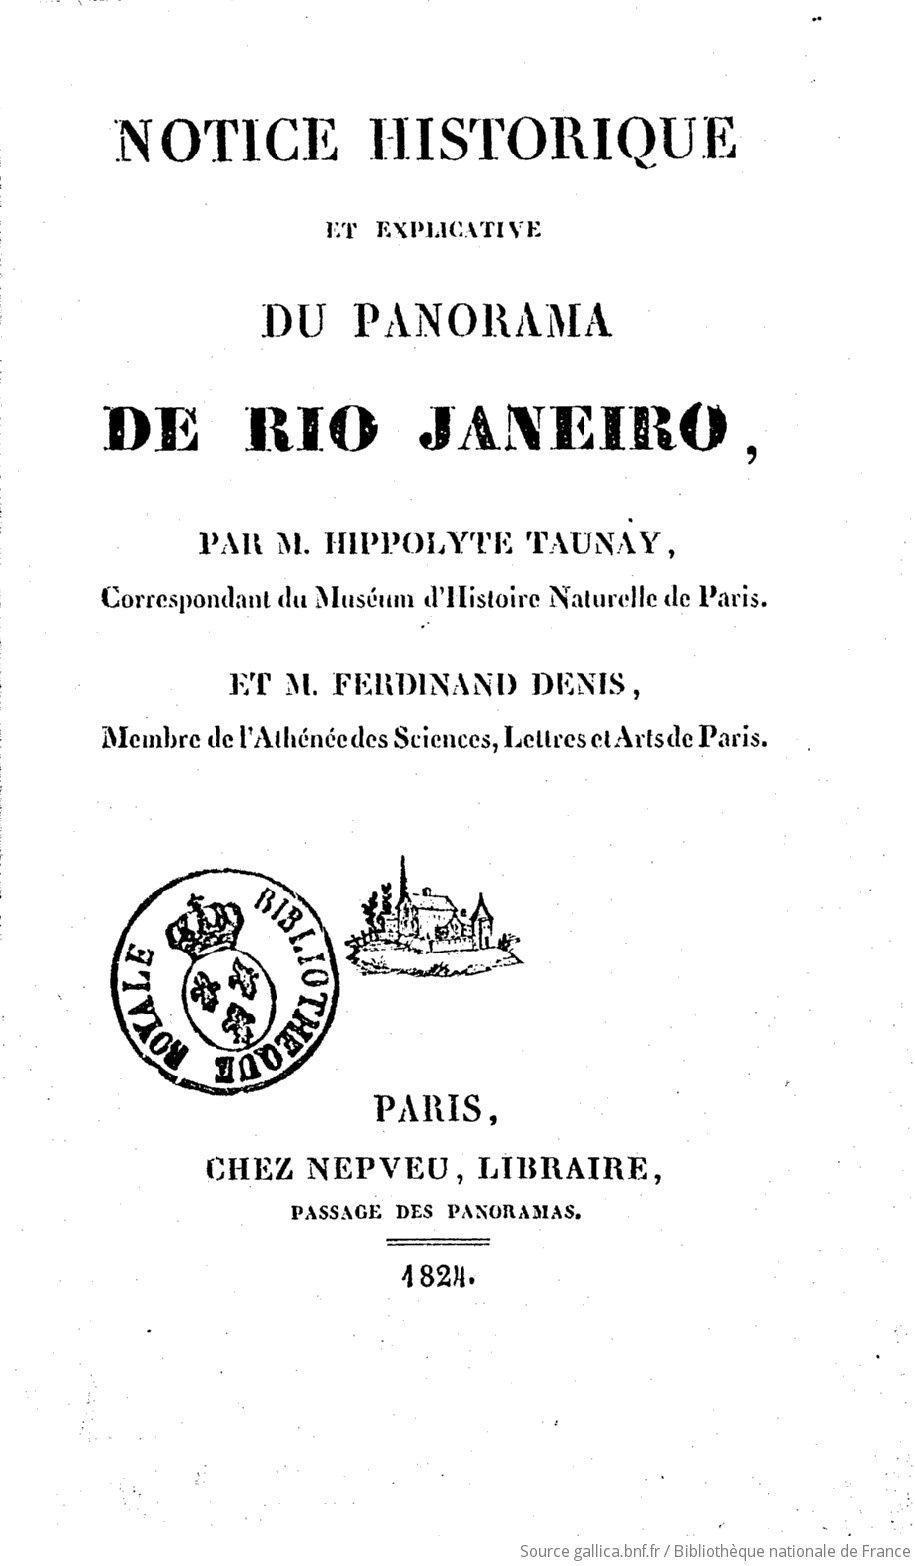 NOTICE HISTORIQUE
ET EXPLICATIVE
DU PANORAMA
DE RIO JANEIRO,
PAR M. HIPPOLYTE TAUNAY,
Correspondant du Muséum d'Histoire Naturelle de Paris.
ET M. FERDINAND DENIS,
Membre de l'Athénée des Sciences, Lettres et Arts de Paris.
BIBLIOTHEQUE ROYALE
PARIS,
CHEZ NEPVEU, LIBRAIRE,
PASSAGE DES PANORAMAS.
1824.
Source gallica.bnf.fr / Bibliothèque nationale de France